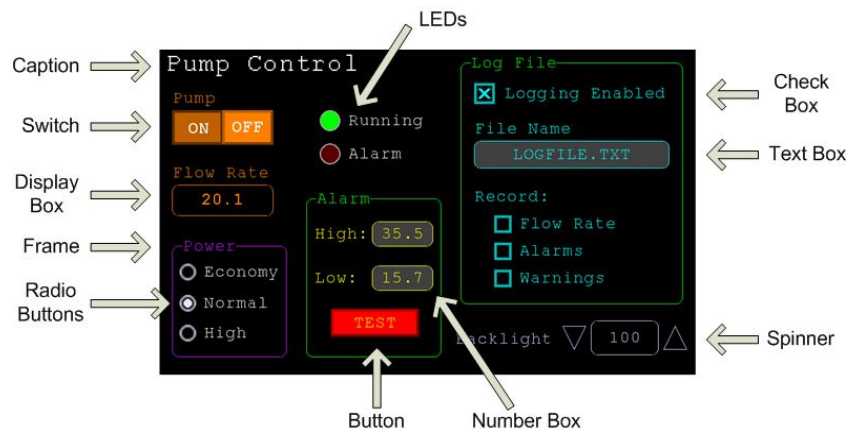 LEDs
Caption
Pump Control
Log File
Check
Box
Logging Enabled
Pump
Switch
ON OFF
Running
File Name
Alarm
LOGFILE.TXT
Text Box
Display
Box
Flow Rate
20.1
Alarm
Record:
Flow Rate
High: 35.5
Alarms
Frame
Power
Economy
Low: 15.7
Warnings
Radio
Buttons
Normal
High
TEST
Backlight 100
Spinner
Button
Number Box